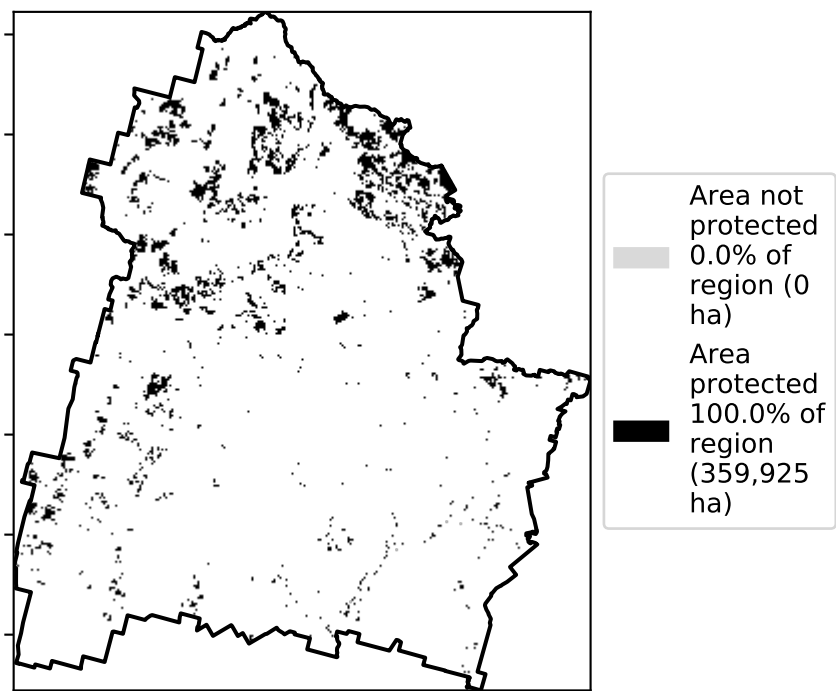 Area not
protected
0.0% of
region (0
ha)
Area
protected
100.0% of
region
(359,925
ha)